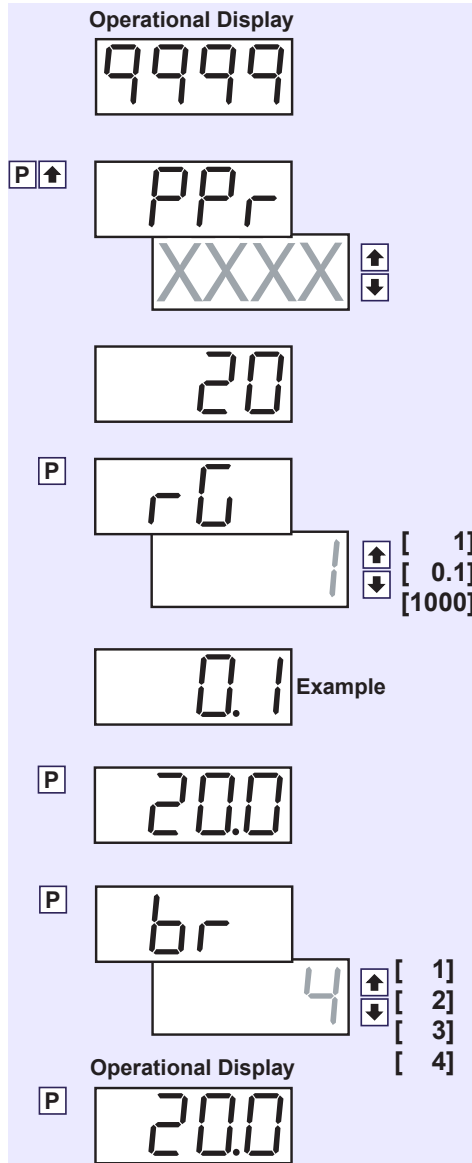 Operational Display
9999
P
PPr
XXXX
20
P
rG
1
[ 1]
[ 0.1]
[1000]
0.1 Example
P
20.0
P
br
4
[ 1]
[ 2]
[ 3]
[ 4]
Operational Display
P
20.0